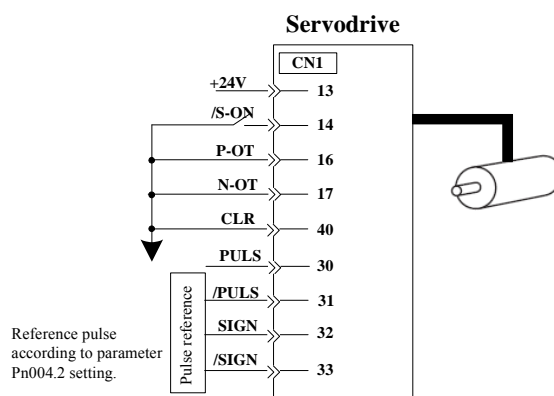 Servodrive
CN1
+24V 13
/S-ON 14
P-OT 16
N-OT 17
CLR 40
PULS 30
/PULS 31
SIGN 32
/SIGN 33
Pulse reference
Reference pulse
according to parameter
Pn004.2 setting.